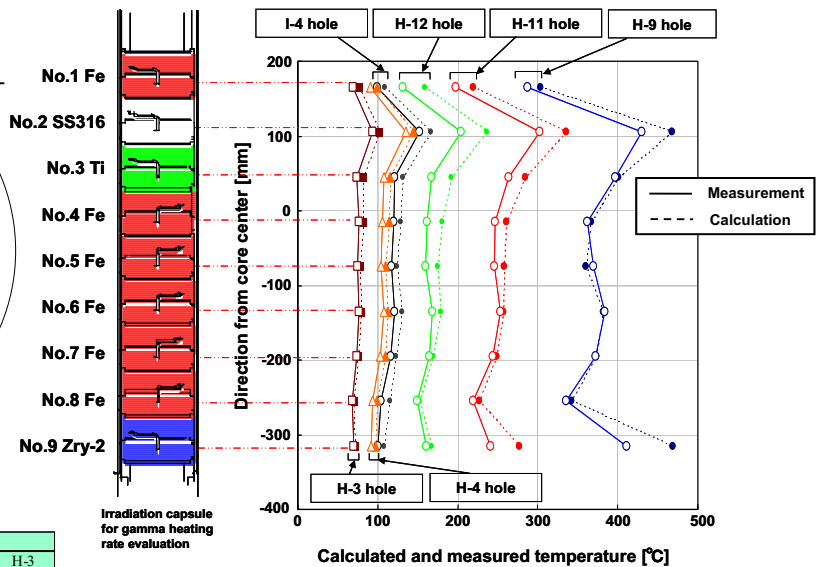 I-4 hole
H-12 hole
H-11 hole
H-9 hole
No.1 Fe
No.2 SS316
No.3 Ti
No.4 Fe
No.5 Fe
No.6 Fe
No.7 Fe
No.8 Fe
No.9 Zry-2
Irradiation capsule
for gamma heating
rate evaluation
H-3
Direction from core center [mm]
200
100
0
-100
-200
-300
-400
Measurement
Calculation
H-3 hole
H-4 hole
0
100
200
300
400
500
Calculated and measured temperature [℃]